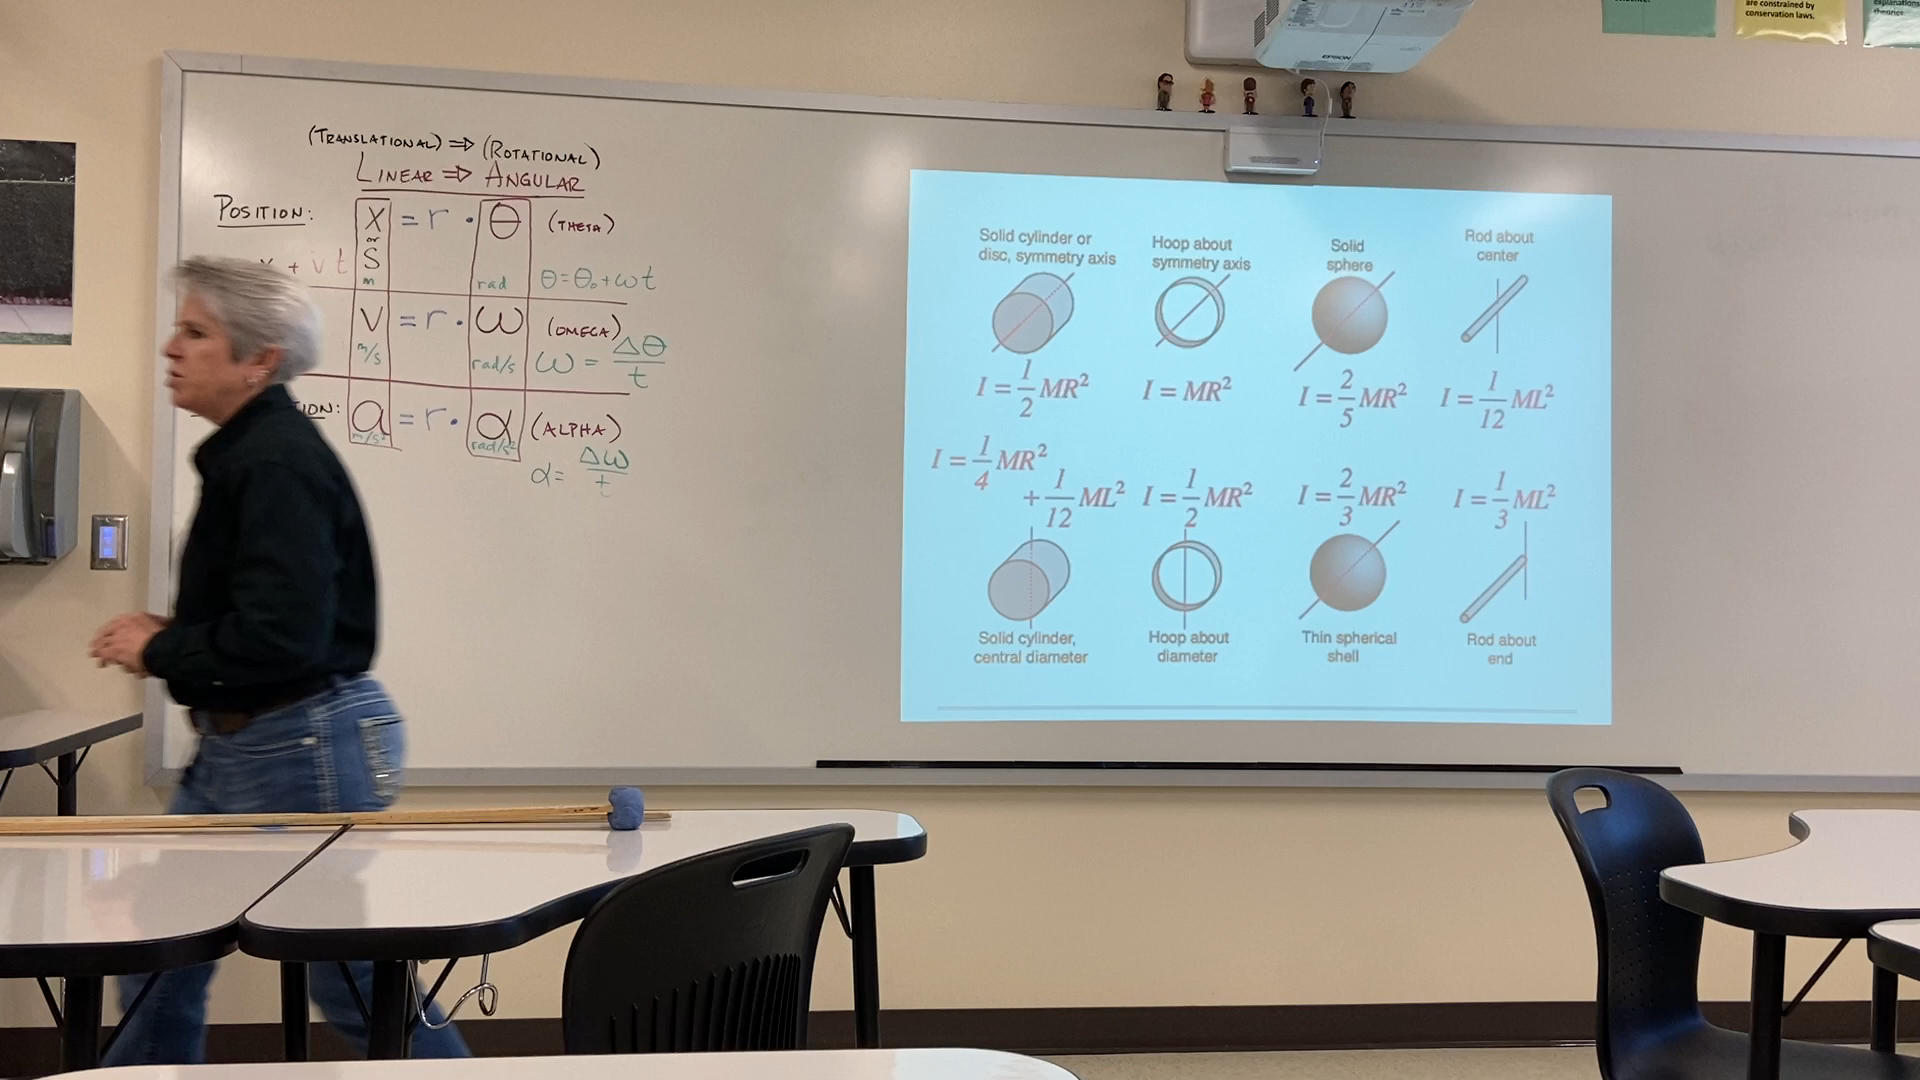 (TRANSLATIONAL) ⇒ (ROTATIONAL)
LINEAR ⇒ ANGULAR
POSITION:
X = r · θ (THETA)
or
S
m
rad
θ=θ₀+ωt
+ v t
V = r · ω (OMEGA)
m/s
rad/s
ω = Δθ/t
ION:
a = r · α (ALPHA)
m/s²
rad/s²
α= Δω/t
EPSON
are constrained by
conservation laws.
explanations
theories
Solid cylinder or
disc, symmetry axis
I = 1/2 MR²
Hoop about
symmetry axis
I = MR²
Solid
sphere
I = 2/5 MR²
Rod about
center
I = 1/12 ML²
I = 1/4 MR²
+ 1/12 ML²
Solid cylinder,
central diameter
I = 1/2 MR²
Hoop about
diameter
I = 2/3 MR²
Thin spherical
shell
I = 1/3 ML²
Rod about
end